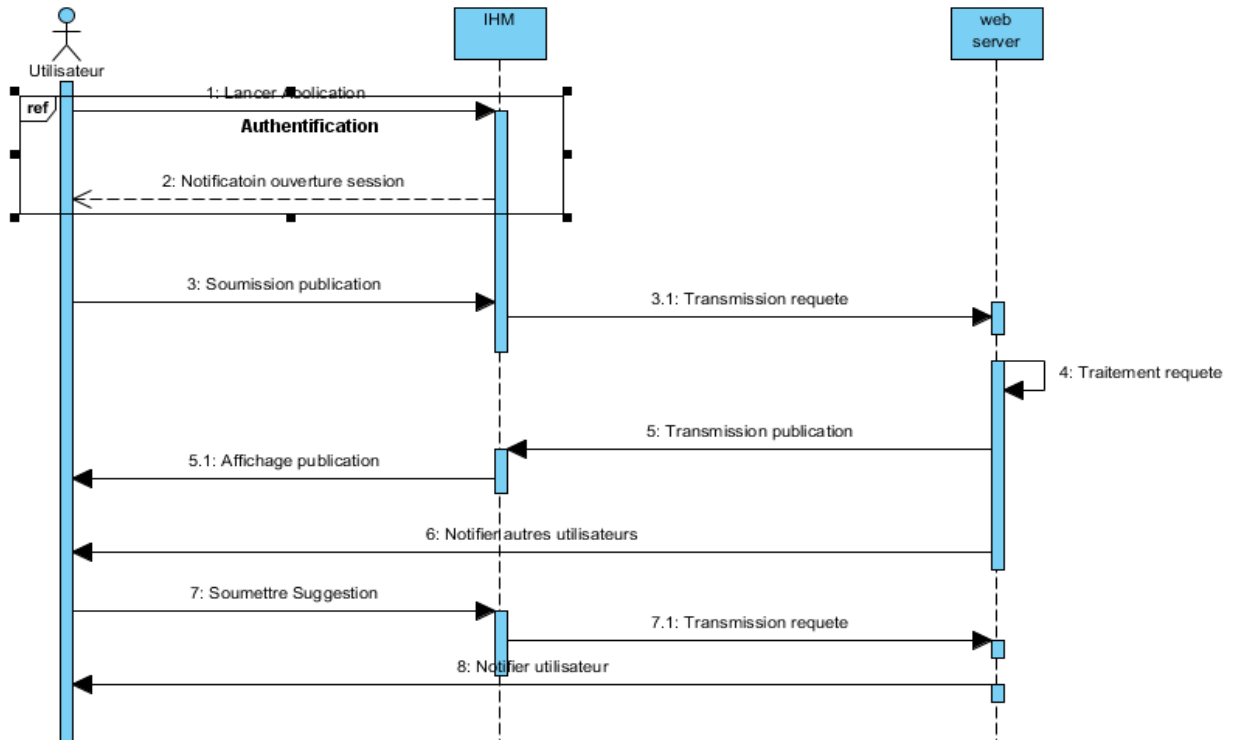 IHM
web
server
Utilisateur
ref
1: Lancer Application
Authentification
2: Notificatoin ouverture session
3: Soumission publication
3.1: Transmission requete
4: Traitement requete
5: Transmission publication
5.1: Affichage publication
6: Notifier autres utilisateurs
7: Soumettre Suggestion
7.1: Transmission requete
8: Notifier utilisateur